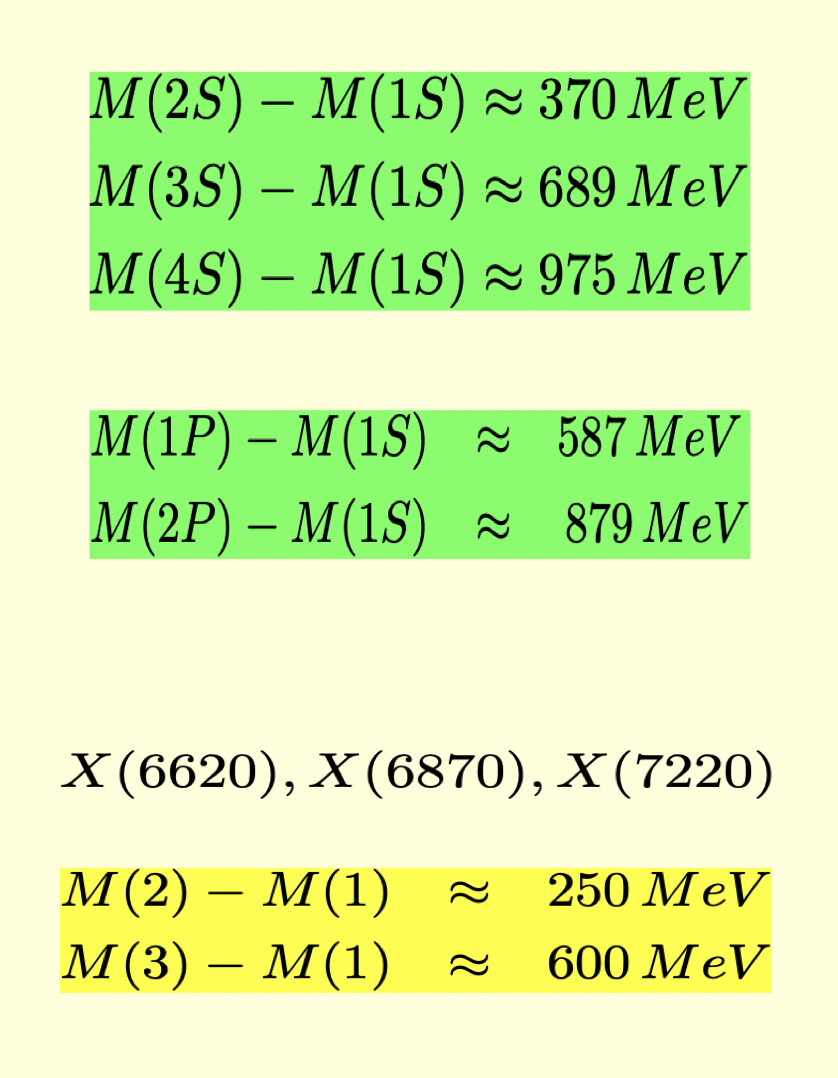 M(2S) − M(1S) ≈ 370 MeV
M(3S) − M(1S) ≈ 689 MeV
M(4S) − M(1S) ≈ 975 MeV
M(1P) − M(1S) ≈ 587 MeV
M(2P) − M(1S) ≈ 879 MeV
X(6620), X(6870), X(7220)
M(2) − M(1) ≈ 250 MeV
M(3) − M(1) ≈ 600 MeV